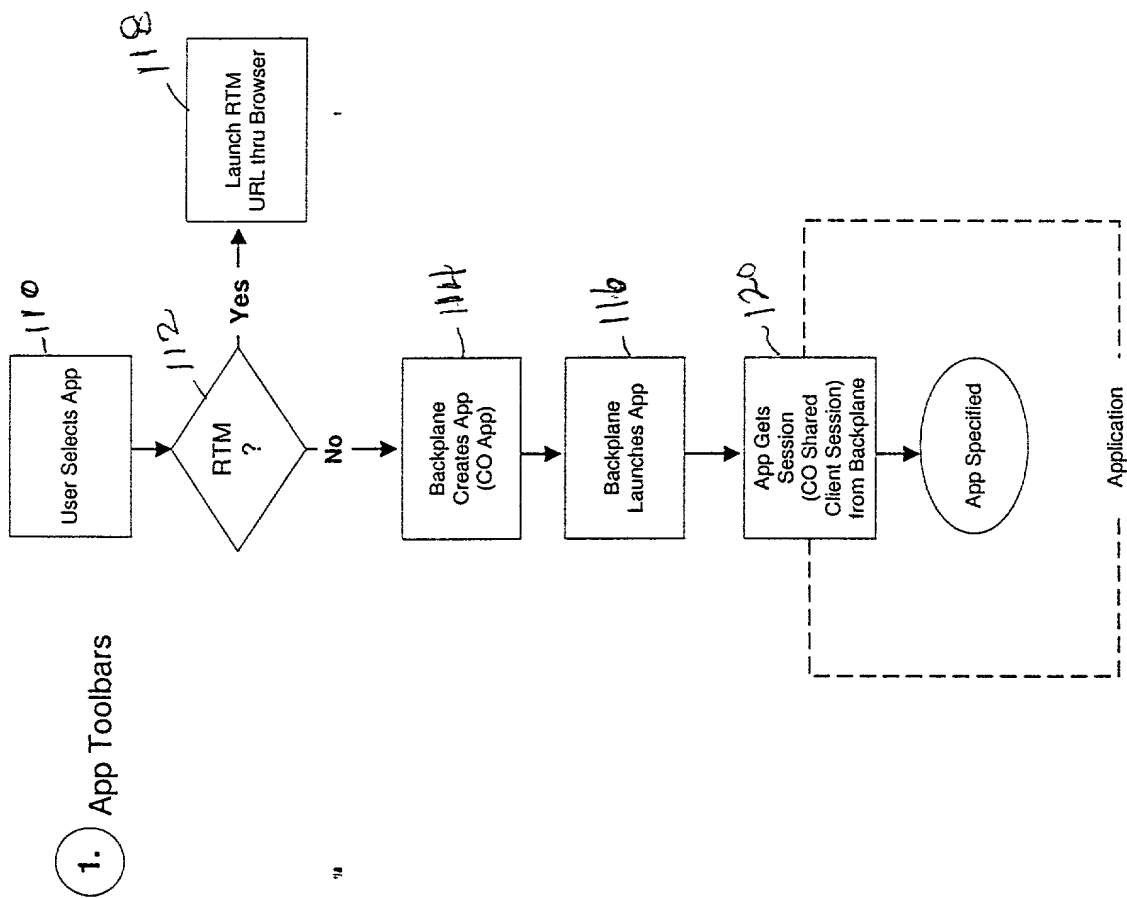 1.
App Toolbars
User Selects App
110
RTM
?
112
Yes
Launch RTM
URL thru Browser
118
No
Backplane
Creates App
(CO App)
114
Backplane
Launches App
116
App Gets
Session
(CO Shared
Client Session)
from Backplane
120
App Specified
Application